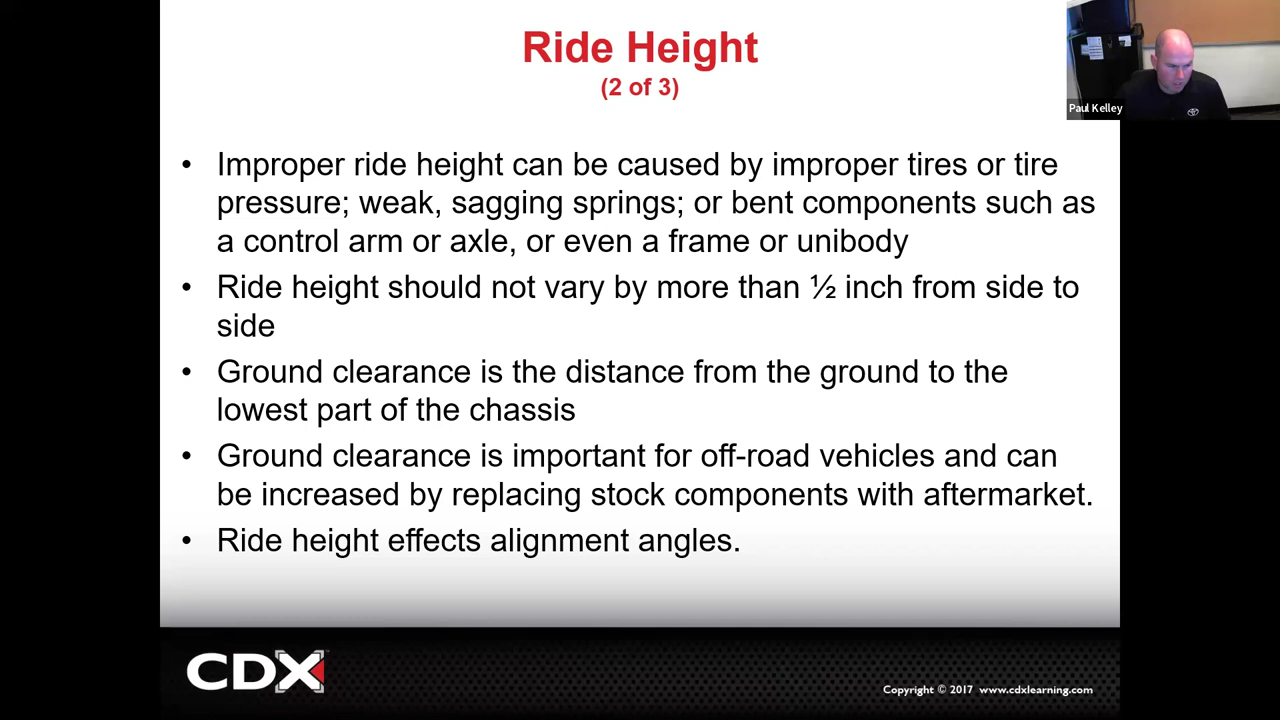 Ride Height
(2 of 3)
Paul Kelley
• Improper ride height can be caused by improper tires or tire
pressure; weak, sagging springs; or bent components such as
a control arm or axle, or even a frame or unibody
• Ride height should not vary by more than ½ inch from side to
side
• Ground clearance is the distance from the ground to the
lowest part of the chassis
• Ground clearance is important for off-road vehicles and can
be increased by replacing stock components with aftermarket.
• Ride height effects alignment angles.
CDX
Copyright © 2017 www.cdxlearning.com